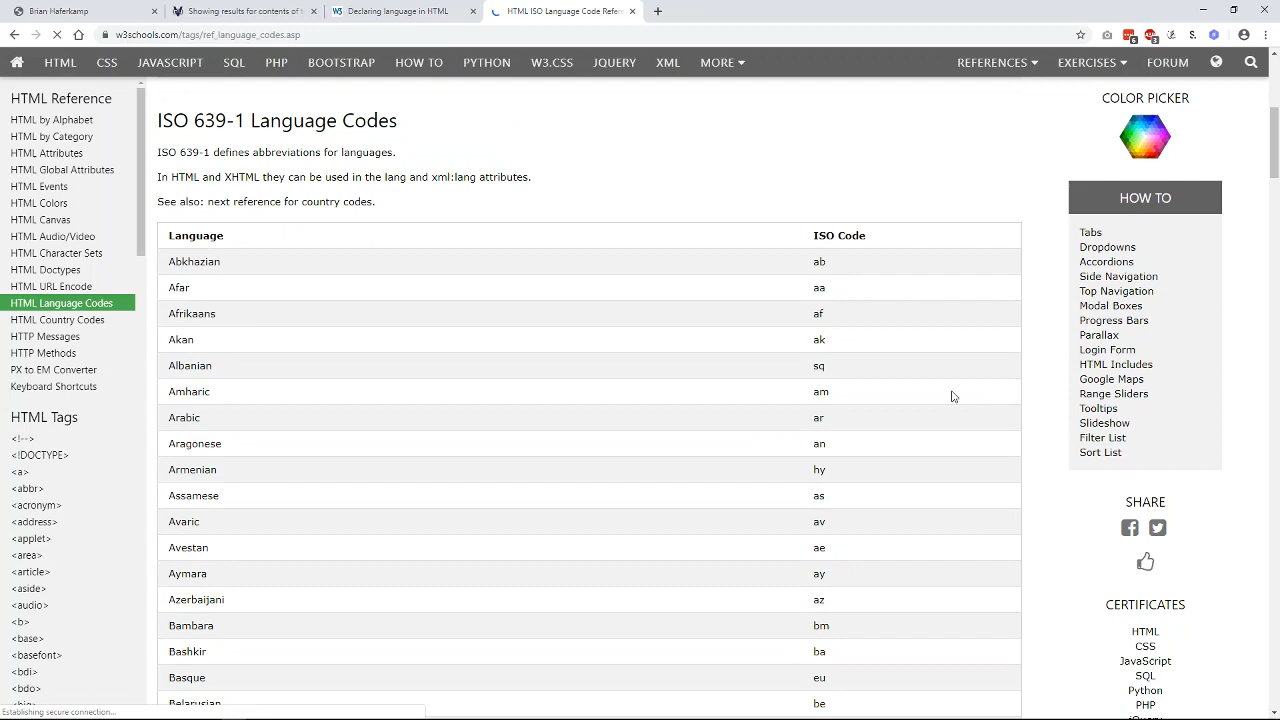 Brian Haferkamp
Showing results for contents of t
Declaring language in HTML
HTML ISO Language Code Refere
w3schools.com/tags/ref_language_codes.asp
HTML CSS JAVASCRIPT SQL PHP BOOTSTRAP HOW TO PYTHON W3.CSS JQUERY XML MORE REFERENCES EXERCISES FORUM
HTML Reference
HTML by Alphabet
HTML by Category
HTML Attributes
HTML Global Attributes
HTML Events
HTML Colors
HTML Canvas
HTML Audio/Video
HTML Character Sets
HTML Doctypes
HTML URL Encode
HTML Language Codes
HTML Country Codes
HTTP Messages
HTTP Methods
PX to EM Converter
Keyboard Shortcuts
HTML Tags
<!-->
<!DOCTYPE>
<a>
<abbr>
<acronym>
<address>
<applet>
<area>
<article>
<aside>
<audio>
<b>
<base>
<basefont>
<bdi>
<bdo>
Establishing secure connection...
ISO 639-1 Language Codes
ISO 639-1 defines abbreviations for languages.
In HTML and XHTML they can be used in the lang and xml:lang attributes.
See also: next reference for country codes.
Language ISO Code
Abkhazian ab
Afar aa
Afrikaans af
Akan ak
Albanian sq
Amharic am
Arabic ar
Aragonese an
Armenian hy
Assamese as
Avaric av
Avestan ae
Aymara ay
Azerbaijani az
Bambara bm
Bashkir ba
Basque eu
Belarusian be
COLOR PICKER
HOW TO
Tabs
Dropdowns
Accordions
Side Navigation
Top Navigation
Modal Boxes
Progress Bars
Parallax
Login Form
HTML Includes
Google Maps
Range Sliders
Tooltips
Slideshow
Filter List
Sort List
SHARE
CERTIFICATES
HTML
CSS
JavaScript
SQL
Python
PHP